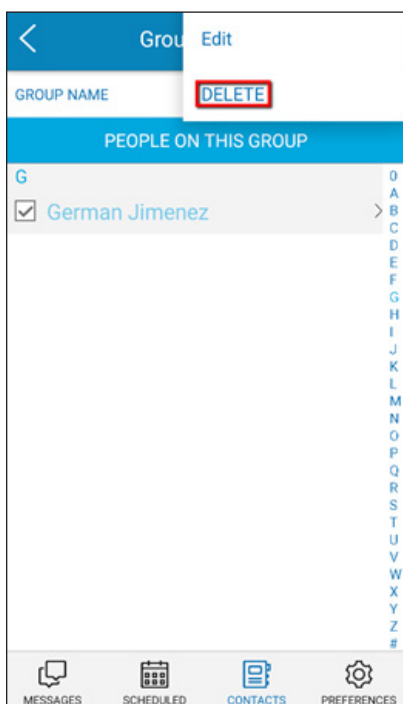 Grou
Edit
GROUP NAME
DELETE
PEOPLE ON THIS GROUP
G
German Jimenez
0
A
B
C
D
E
F
G
H
I
J
K
L
M
N
O
P
Q
R
S
T
U
V
W
X
Y
Z
#
MESSAGES SCHEDULED CONTACTS PREFERENCES